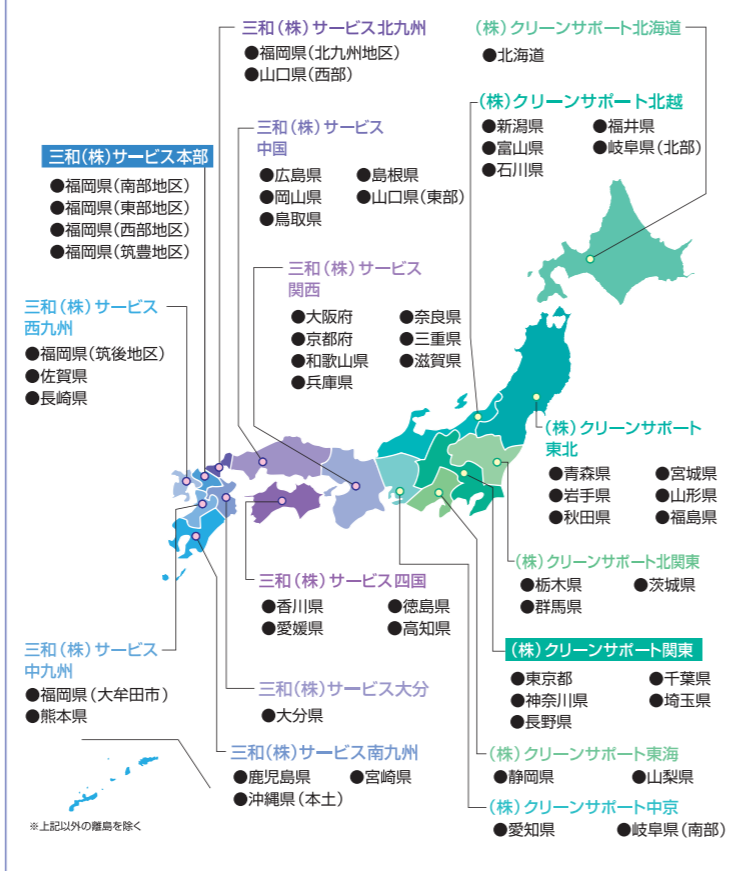 三和(株)サービス北九州
●福岡県(北九州地区)
●山口県(西部)
(株)クリーンサポート北海道
●北海道
(株)クリーンサポート北越
●新潟県 ●福井県
●富山県 ●岐阜県(北部)
●石川県
三和(株)サービス
中国
●広島県 ●島根県
●岡山県 ●山口県(東部)
●鳥取県
三和(株)サービス本部
●福岡県(南部地区)
●福岡県(東部地区)
●福岡県(西部地区)
●福岡県(筑豊地区)
三和(株)サービス
関西
●大阪府 ●奈良県
●京都府 ●三重県
●和歌山県 ●滋賀県
●兵庫県
三和(株)サービス
西九州
●福岡県(筑後地区)
●佐賀県
●長崎県
(株)クリーンサポート
東北
●青森県 ●宮城県
●岩手県 ●山形県
●秋田県 ●福島県
(株)クリーンサポート北関東
●栃木県 ●茨城県
●群馬県
三和(株)サービス四国
●香川県 ●徳島県
●愛媛県 ●高知県
(株)クリーンサポート関東
●東京都 ●千葉県
●神奈川県 ●埼玉県
●長野県
三和(株)サービス
中九州
●福岡県(大牟田市)
●熊本県
三和(株)サービス大分
●大分県
三和(株)サービス南九州
●鹿児島県 ●宮崎県
●沖縄県(本土)
(株)クリーンサポート東海
●静岡県 ●山梨県
(株)クリーンサポート中京
●愛知県 ●岐阜県(南部)
※上記以外の離島を除く